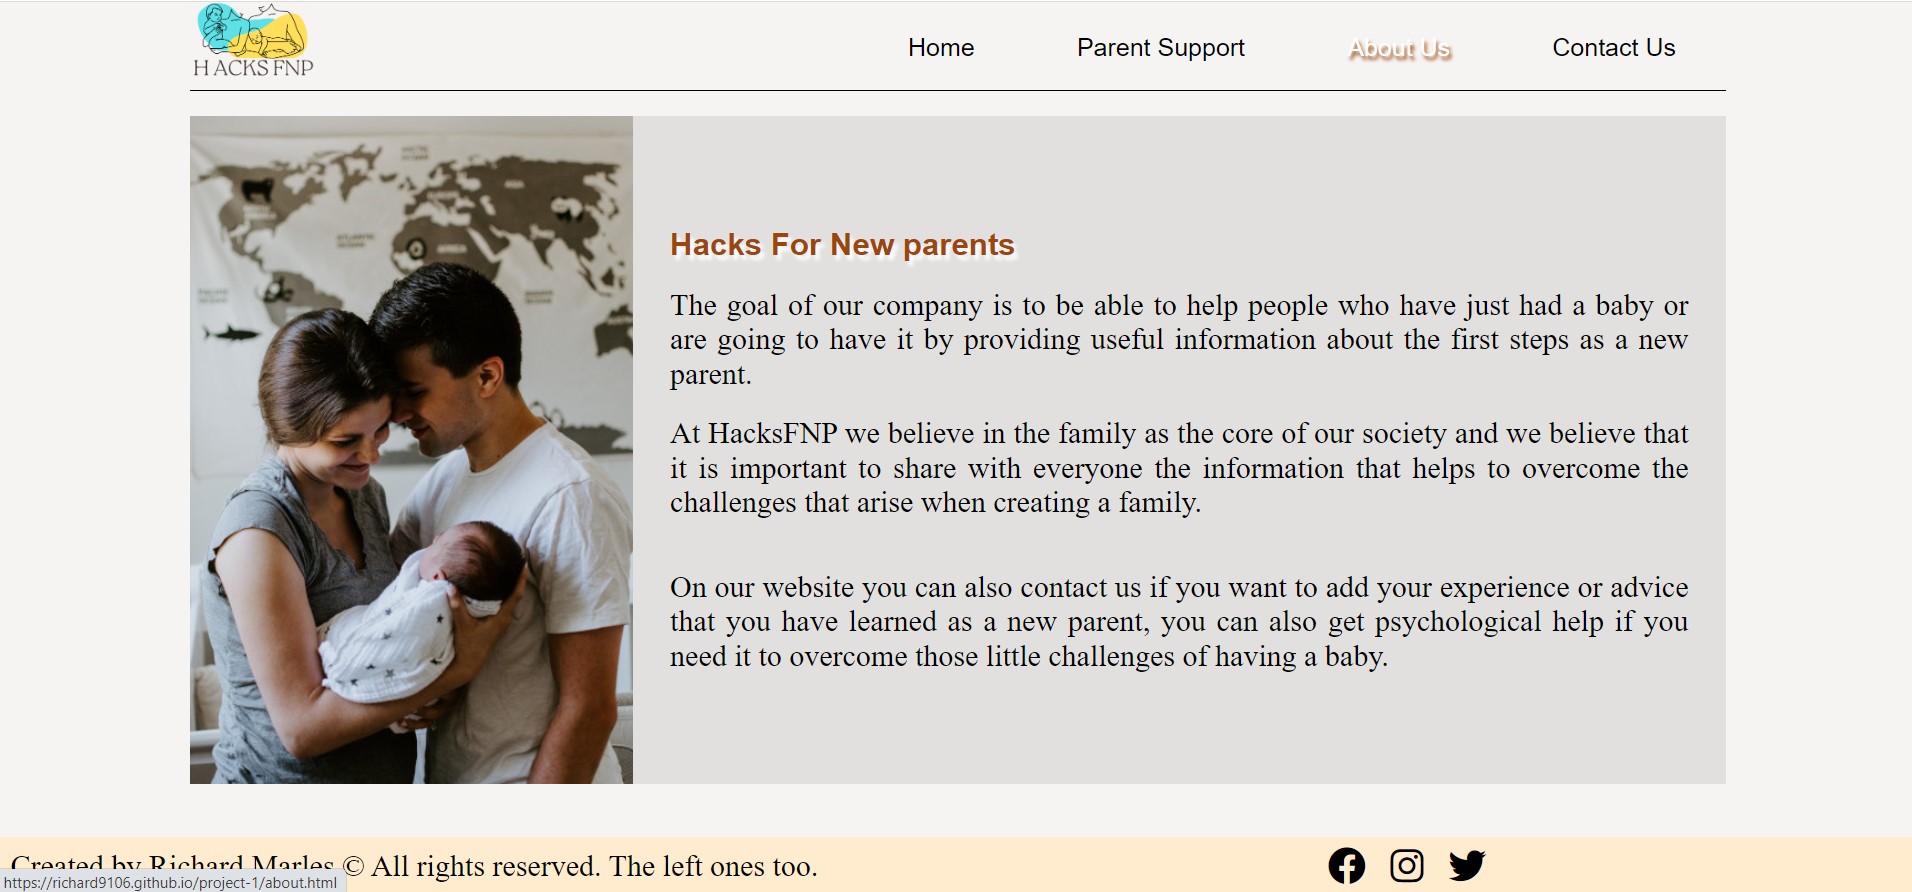 H ACKS FNP
Home Parent Support About Us Contact Us
Hacks For New parents
The goal of our company is to be able to help people who have just had a baby or
are going to have it by providing useful information about the first steps as a new
parent.
At HacksFNP we believe in the family as the core of our society and we believe that
it is important to share with everyone the information that helps to overcome the
challenges that arise when creating a family.
On our website you can also contact us if you want to add your experience or advice
that you have learned as a new parent, you can also get psychological help if you
need it to overcome those little challenges of having a baby.
Created by Richard Marles © All rights reserved. The left ones too.
https://richard9106.github.io/project-1/about.html